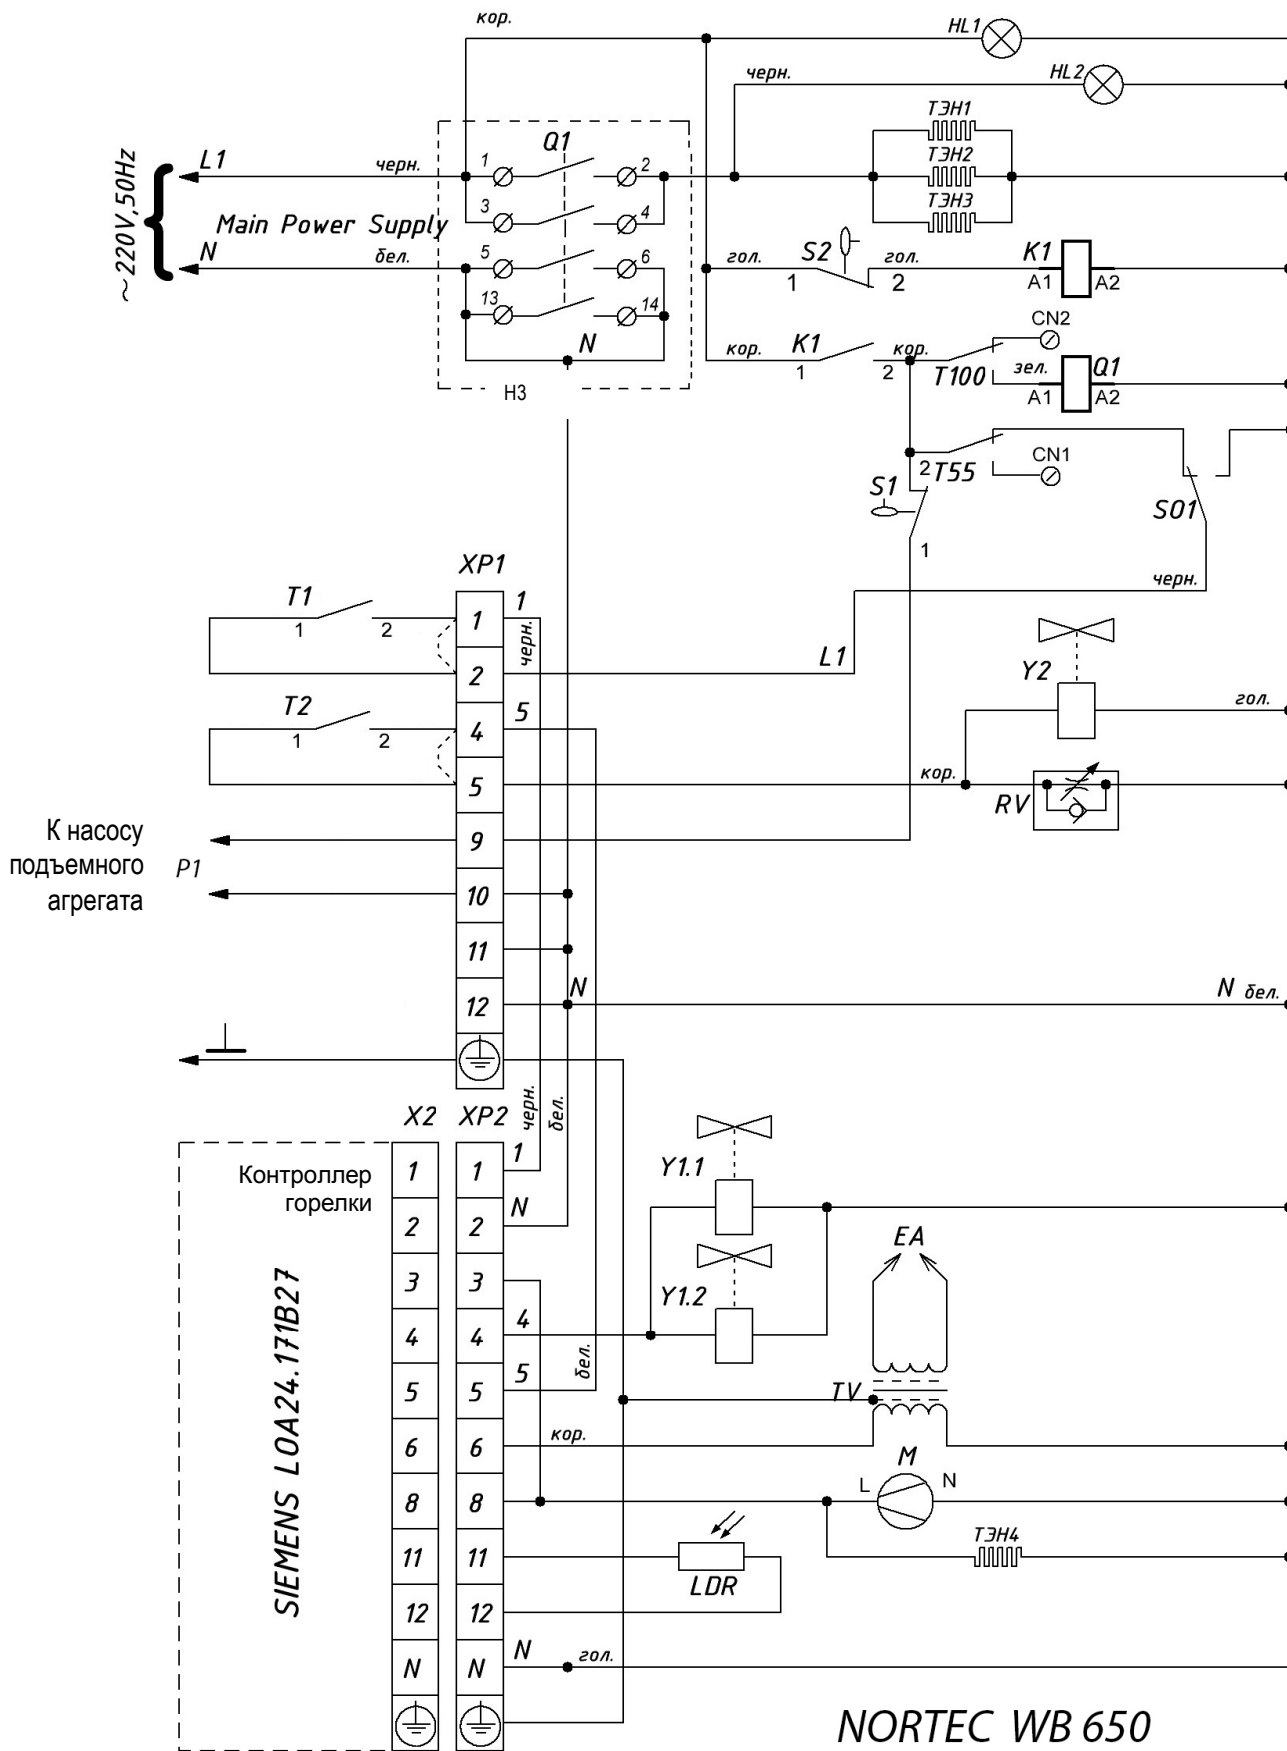 кор.
HL1
черн.
HL2
ТЭН1
ТЭН2
ТЭН3
~220V,50Hz
L1
черн.
Q1
1
2
Main Power Supply
3
4
N
бел.
5
6
13
14
N
НЗ
гол.
S2
гол.
K1
1
2
A1
A2
кор.
K1
кор.
CN2
1
2
T100
зел.
Q1
A1
A2
2
T55
CN1
S1
SO1
1
черн.
XP1
T1
1
2
1
1
черн.
2
L1
T2
1
2
4
5
5
кор.
Y2
гол.
RV
К насосу
подъемного
агрегата
P1
9
10
11
12
N
N бел.
черн.
бел.
X2
XP2
Контроллер
горелки
SIEMENS LOA24.171B27
1
2
3
4
5
6
8
11
12
N
1
2
3
4
5
6
8
11
12
N
1
N
4
5
бел.
кор.
N
гол.
Y1.1
Y1.2
EA
TV
M
L
N
LDR
ТЭН4
NORTEC WB 650